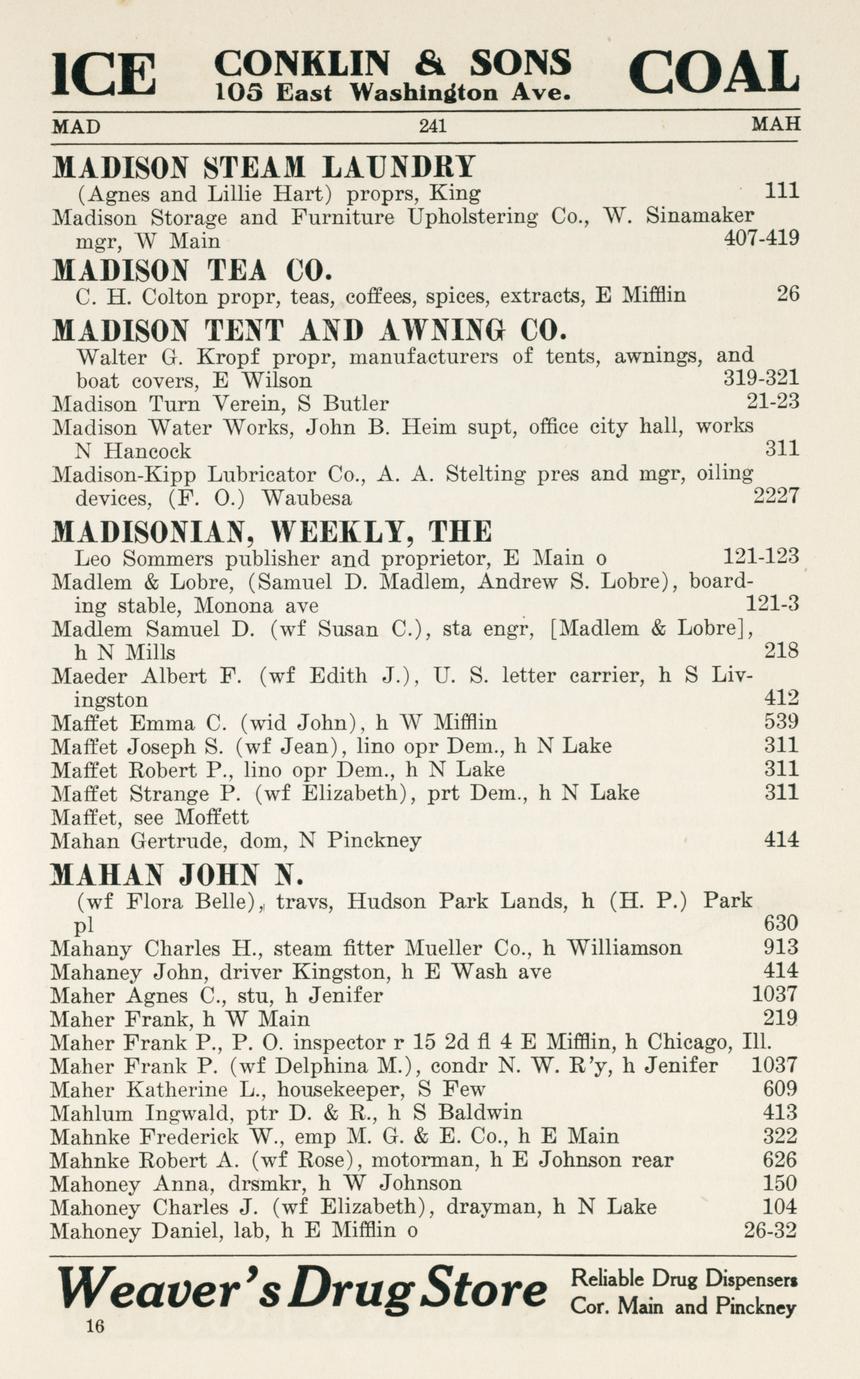 ICE CONKLIN & SONS COAL
105 East Washington Ave.
MAD 241 MAH
MADISON STEAM LAUNDRY
(Agnes and Lillie Hart) proprs, King 111
Madison Storage and Furniture Upholstering Co., W. Sinamaker
mgr, W Main 407-419
MADISON TEA CO.
C. H. Colton propr, teas, coffees, spices, extracts, E Mifflin 26
MADISON TENT AND AWNING CO.
Walter G. Kropf propr, manufacturers of tents, awnings, and
boat covers, E Wilson 319-321
Madison Turn Verein, S Butler 21-23
Madison Water Works, John B. Heim supt, office city hall, works
N Hancock 311
Madison-Kipp Lubricator Co., A. A. Stelting pres and mgr, oiling
devices, (F. O.) Waubesa 2227
MADISONIAN, WEEKLY, THE
Leo Sommers publisher and proprietor, E Main o 121-123
Madlem & Lobre, (Samuel D. Madlem, Andrew S. Lobre), board-
ing stable, Monona ave 121-3
Madlem Samuel D. (wf Susan C.), sta engr, [Madlem & Lobre],
h N Mills 218
Maeder Albert F. (wf Edith J.), U. S. letter carrier, h S Liv-
ingston 412
Maffet Emma C. (wid John), h W Mifflin 539
Maffet Joseph S. (wf Jean), lino opr Dem., h N Lake 311
Maffet Robert P., lino opr Dem., h N Lake 311
Maffet Strange P. (wf Elizabeth), prt Dem., h N Lake 311
Maffet, see Moffett
Mahan Gertrude, dom, N Pinckney 414
MAHAN JOHN N.
(wf Flora Belle), travs, Hudson Park Lands, h (H. P.) Park
pl 630
Mahany Charles H., steam fitter Mueller Co., h Williamson 913
Mahaney John, driver Kingston, h E Wash ave 414
Maher Agnes C., stu, h Jenifer 1037
Maher Frank, h W Main 219
Maher Frank P., P. O. inspector r 15 2d fl 4 E Mifflin, h Chicago, Ill.
Maher Frank P. (wf Delphina M.), condr N. W. R'y, h Jenifer 1037
Maher Katherine L., housekeeper, S Few 609
Mahlum Ingwald, ptr D. & R., h S Baldwin 413
Mahnke Frederick W., emp M. G. & E. Co., h E Main 322
Mahnke Robert A. (wf Rose), motorman, h E Johnson rear 626
Mahoney Anna, drsmkr, h W Johnson 150
Mahoney Charles J. (wf Elizabeth), drayman, h N Lake 104
Mahoney Daniel, lab, h E Mifflin o 26-32
Weaver's Drug Store Reliable Drug Dispensers
Cor. Main and Pinckney
16